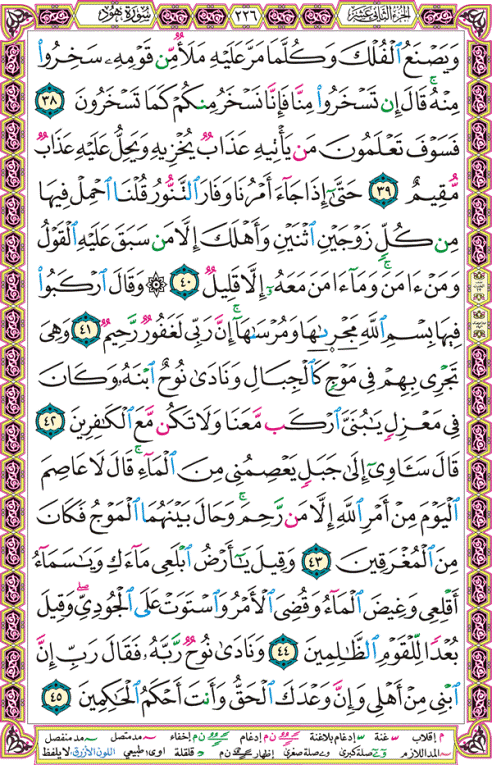 الجزء الثاني عشر ٢٢٦ سورة هود
وَيَصْنَعُ ٱلْفُلْكَ وَكُلَّمَا مَرَّ عَلَيْهِ مَلَأٌ مِّن قَوْمِهِۦ سَخِرُوا۟
مِنْهُ ۚ قَالَ إِن تَسْخَرُوا۟ مِنَّا فَإِنَّا نَسْخَرُ مِنكُمْ كَمَا تَسْخَرُونَ ٣٨
فَسَوْفَ تَعْلَمُونَ مَن يَأْتِيهِ عَذَابٌ يُخْزِيهِ وَيَحِلُّ عَلَيْهِ عَذَابٌ
مُّقِيمٌ ٣٩ حَتَّىٰٓ إِذَا جَآءَ أَمْرُنَا وَفَارَ ٱلتَّنُّورُ قُلْنَا ٱحْمِلْ فِيهَا
مِن كُلٍّ زَوْجَيْنِ ٱثْنَيْنِ وَأَهْلَكَ إِلَّا مَن سَبَقَ عَلَيْهِ ٱلْقَوْلُ
وَمَنْ ءَامَنَ ۚ وَمَآ ءَامَنَ مَعَهُۥٓ إِلَّا قَلِيلٌ ٤٠ ۞ وَقَالَ ٱرْكَبُوا۟
فِيهَا بِسْمِ ٱللَّهِ مَجْر۪ىٰهَا وَمُرْسَىٰهَآ ۚ إِنَّ رَبِّى لَغَفُورٌ رَّحِيمٌ ٤١ وَهِىَ
تَجْرِى بِهِمْ فِى مَوْجٍ كَٱلْجِبَالِ وَنَادَىٰ نُوحٌ ٱبْنَهُۥ وَكَانَ
فِى مَعْزِلٍ يَـٰبُنَىَّ ٱرْكَب مَّعَنَا وَلَا تَكُن مَّعَ ٱلْكَـٰفِرِينَ ٤٢
قَالَ سَـَٔاوِىٓ إِلَىٰ جَبَلٍ يَعْصِمُنِى مِنَ ٱلْمَآءِ ۚ قَالَ لَا عَاصِمَ
ٱلْيَوْمَ مِنْ أَمْرِ ٱللَّهِ إِلَّا مَن رَّحِمَ ۚ وَحَالَ بَيْنَهُمَا ٱلْمَوْجُ فَكَانَ
مِنَ ٱلْمُغْرَقِينَ ٤٣ وَقِيلَ يَـٰٓأَرْضُ ٱبْلَعِى مَآءَكِ وَيَـٰسَمَآءُ
أَقْلِعِى وَغِيضَ ٱلْمَآءُ وَقُضِىَ ٱلْأَمْرُ وَٱسْتَوَتْ عَلَى ٱلْجُودِىِّ ۖ وَقِيلَ
بُعْدًا لِّلْقَوْمِ ٱلظَّـٰلِمِينَ ٤٤ وَنَادَىٰ نُوحٌ رَّبَّهُۥ فَقَالَ رَبِّ إِنَّ
ٱبْنِى مِنْ أَهْلِى وَإِنَّ وَعْدَكَ ٱلْحَقُّ وَأَنتَ أَحْكَمُ ٱلْحَـٰكِمِينَ ٤٥
م إقلاب غنة إدغام بلاغنة ن م إدغام ن م إخفاء مد متصل مد منفصل
المد اللازم صلة كبرى صلة صغرى إظهار ن م قلقلة اوى: طبيعي اللون الأزرق: لا يلفظ